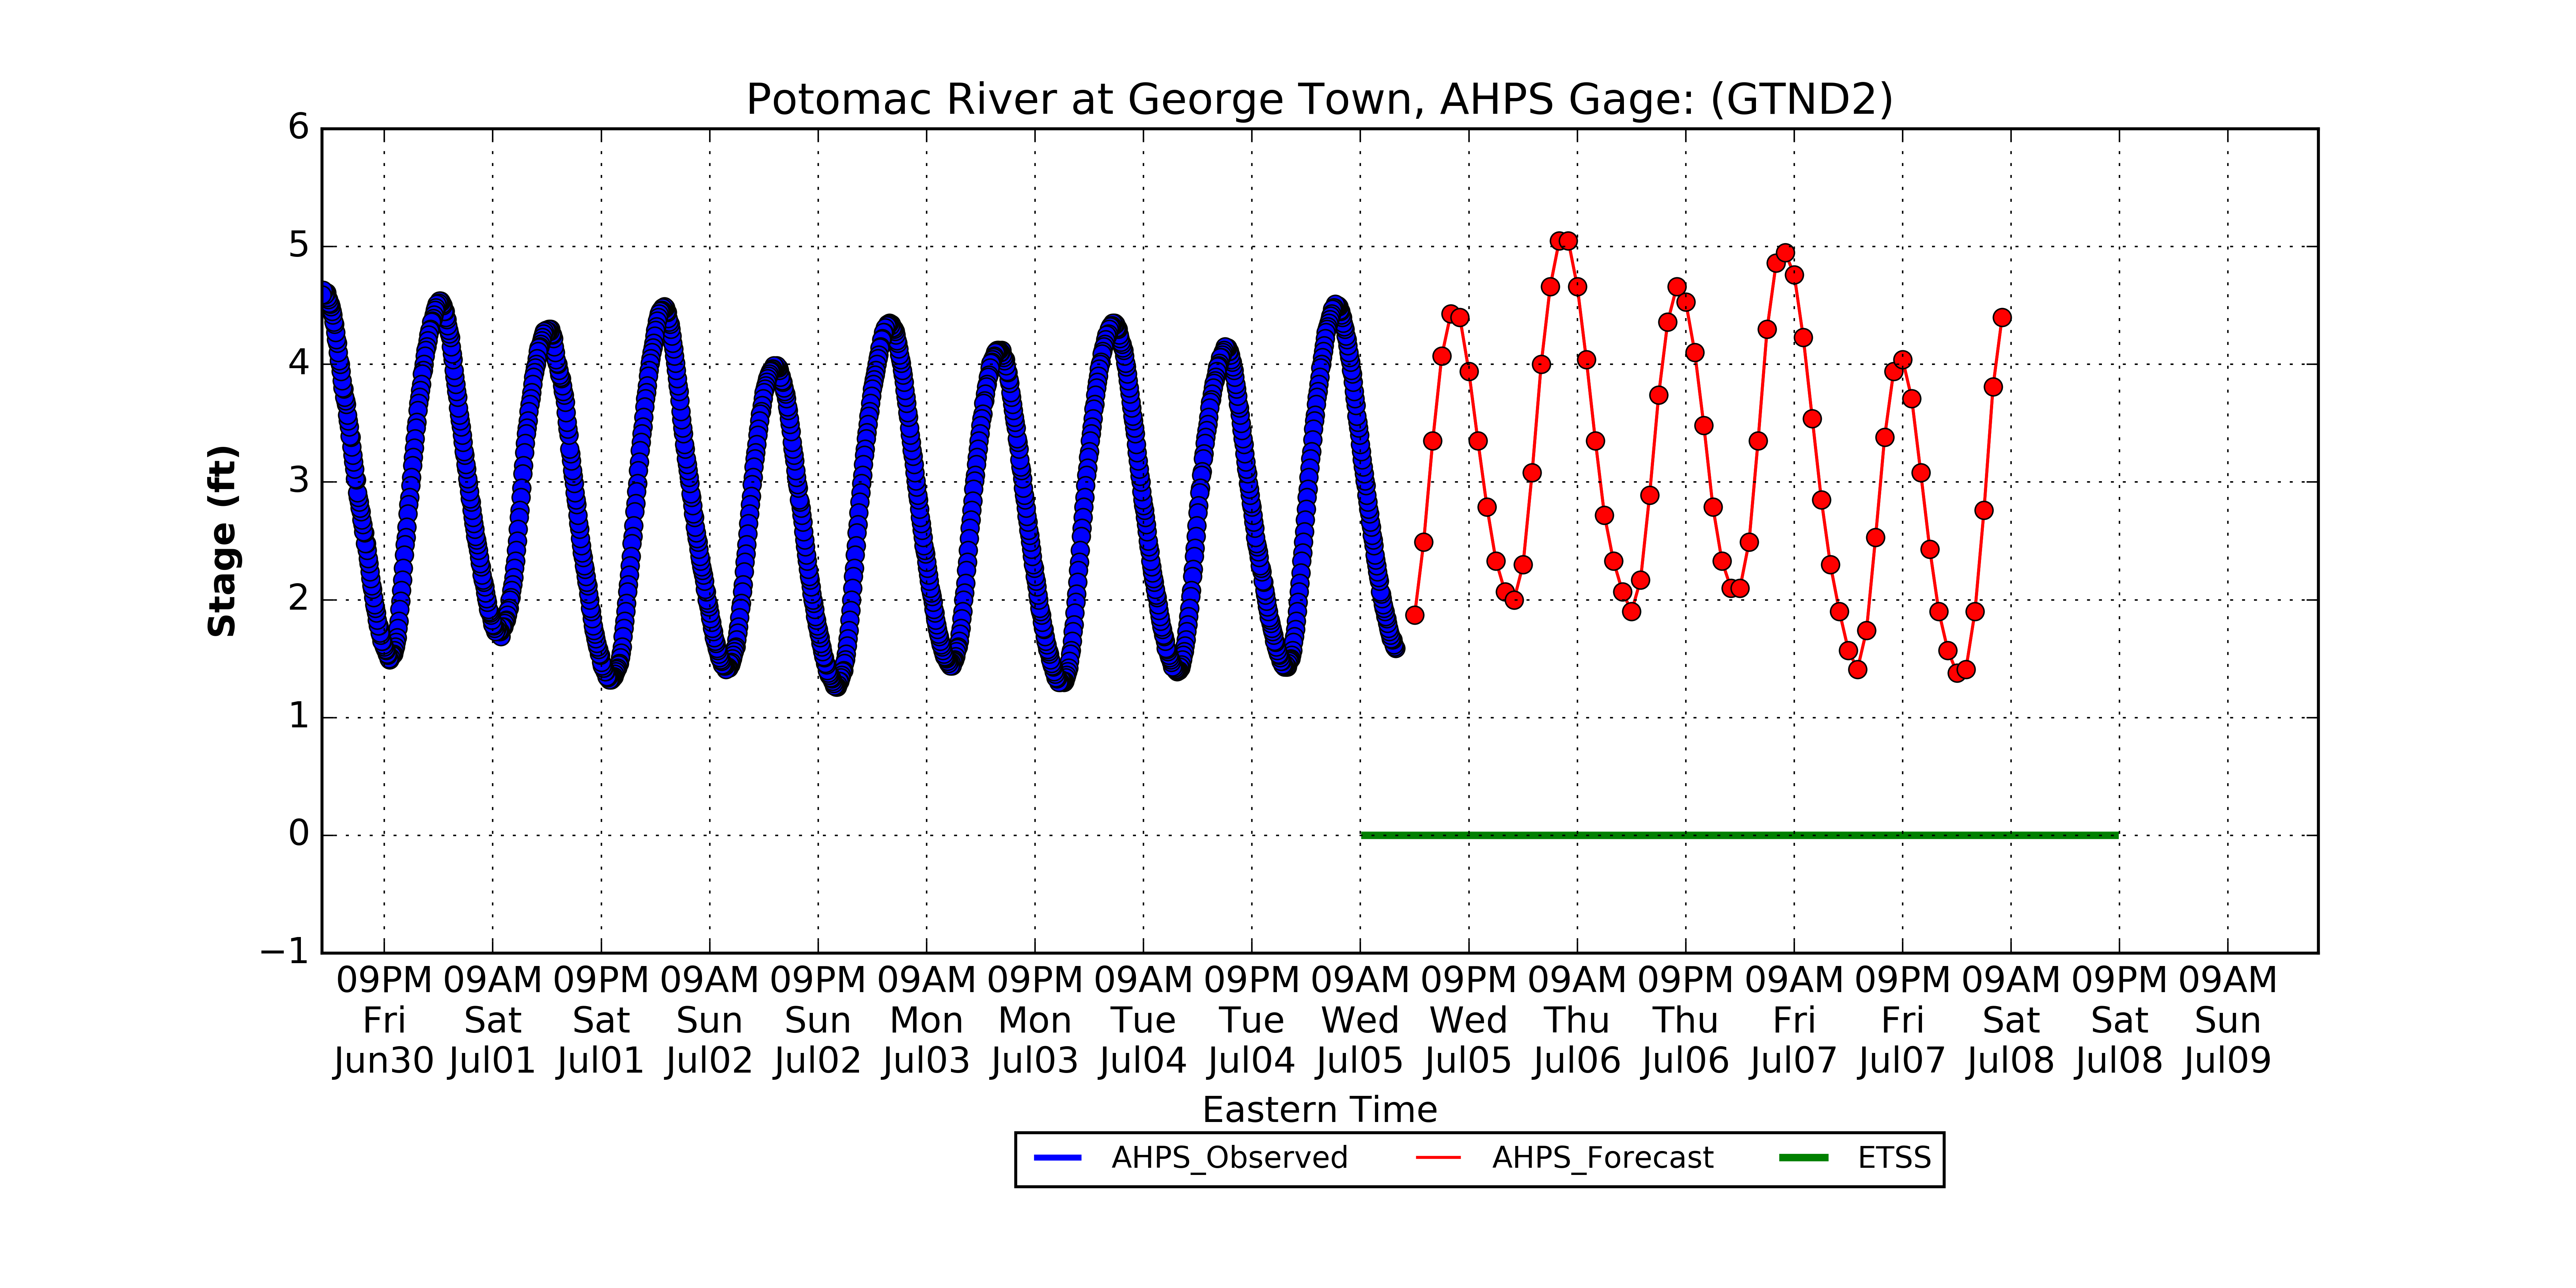 Potomac River at George Town, AHPS Gage: (GTND2)
6
5
4
3
2
1
0
−1
Stage (ft)
09PM 09AM 09PM 09AM 09PM 09AM 09PM 09AM 09PM 09AM 09PM 09AM 09PM 09AM 09PM 09AM 09PM 09AM
Fri Sat Sat Sun Sun Mon Mon Tue Tue Wed Wed Thu Thu Fri Fri Sat Sat Sun
Jun30 Jul01 Jul01 Jul02 Jul02 Jul03 Jul03 Jul04 Jul04 Jul05 Jul05 Jul06 Jul06 Jul07 Jul07 Jul08 Jul08 Jul09
Eastern Time
AHPS_Observed AHPS_Forecast ETSS